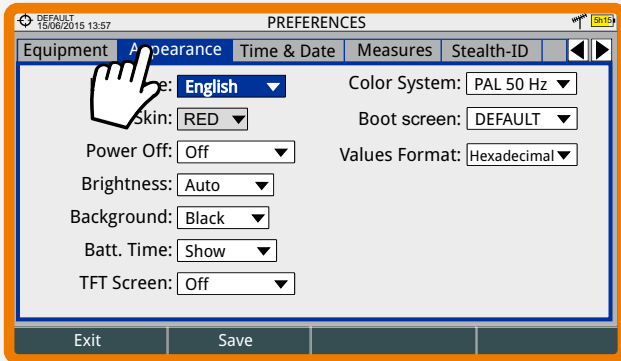 DEFAULT
15/06/2015 13:57
PREFERENCES
5h15
Equipment Appearance Time & Date Measures Stealth-ID
English
Color System: PAL 50 Hz
Skin: RED
Boot screen: DEFAULT
Power Off: Off
Values Format: Hexadecimal
Brightness: Auto
Background: Black
Batt. Time: Show
TFT Screen: Off
Exit Save